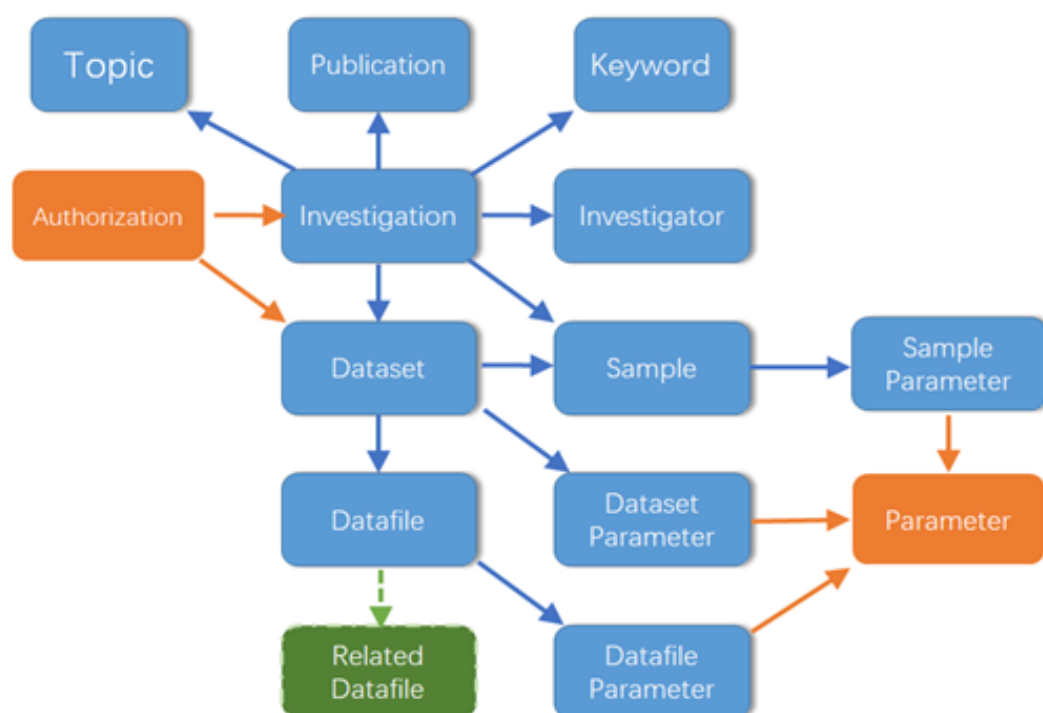 Topic
Publication
Keyword
Authorization
Investigation
Investigator
Dataset
Sample
Sample
Parameter
Datafile
Dataset
Parameter
Parameter
Related
Datafile
Datafile
Parameter